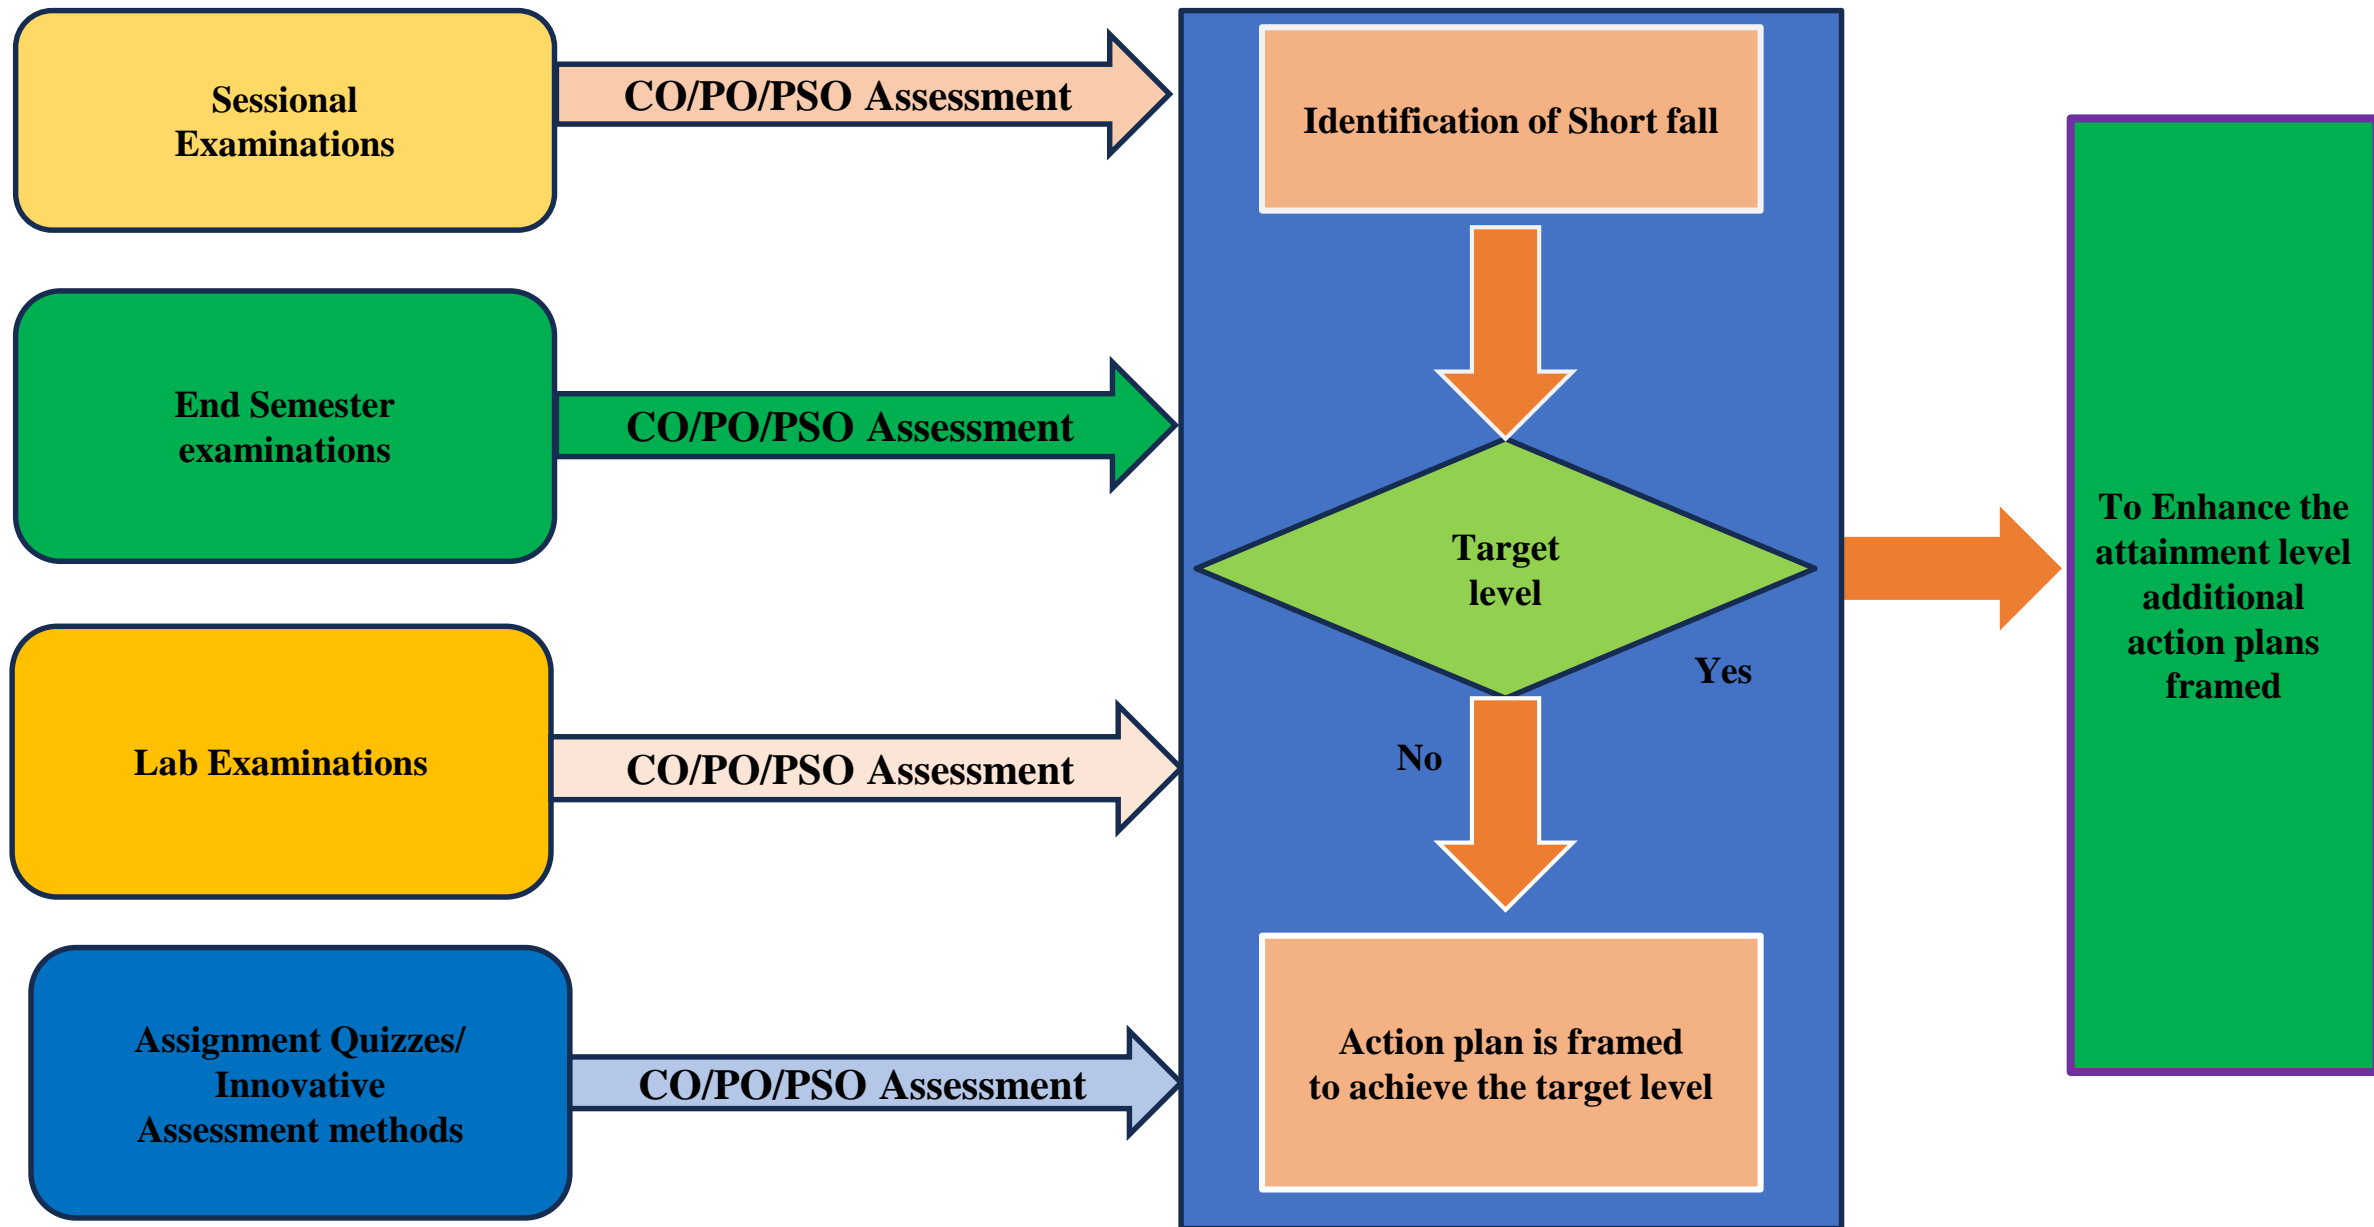 Sessional
Examinations
CO/PO/PSO Assessment
End Semester
examinations
CO/PO/PSO Assessment
Lab Examinations
CO/PO/PSO Assessment
Assignment Quizzes/
Innovative
Assessment methods
CO/PO/PSO Assessment
Identification of Short fall
Target
level
Yes
No
Action plan is framed
to achieve the target level
To Enhance the
attainment level
additional
action plans
framed